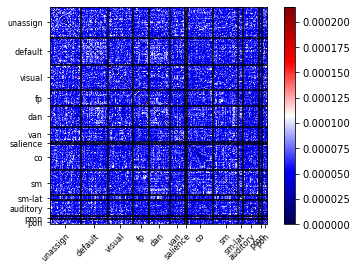 unassign
default
visual
fp
dan
van
salience
co
sm
sm-lat
auditory
pmn
ppn
unassign
default
visual
fp
dan
van
salience
co
sm
sm-lat
auditory
pmn
ppn
0.000200
0.000175
0.000150
0.000125
0.000100
0.000075
0.000050
0.000025
0.000000